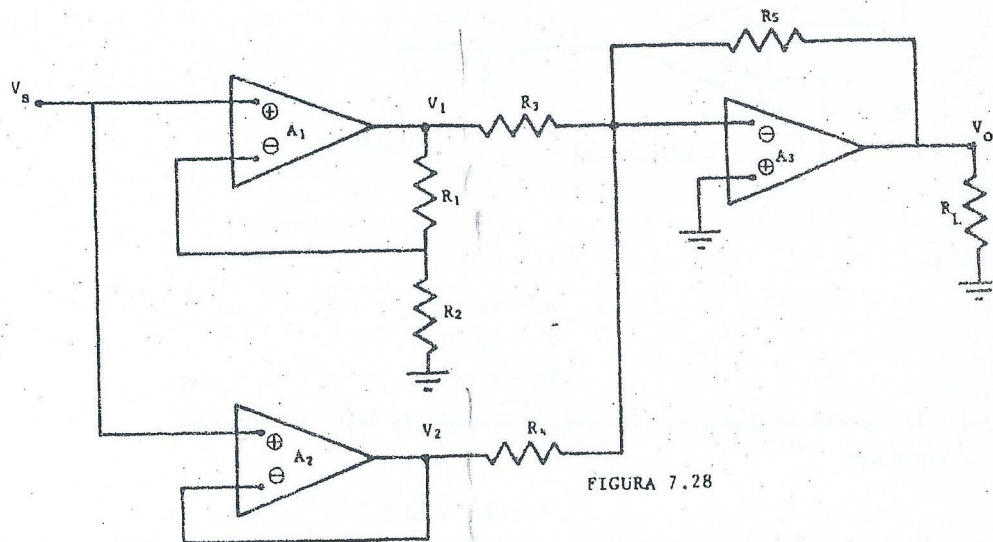 R5
Vs
⊕
A1
⊖
V1
R3
⊖
⊕
A3
Vo
R1
RL
R2
⊕
A2
⊖
V2
R4
FIGURA 7.28